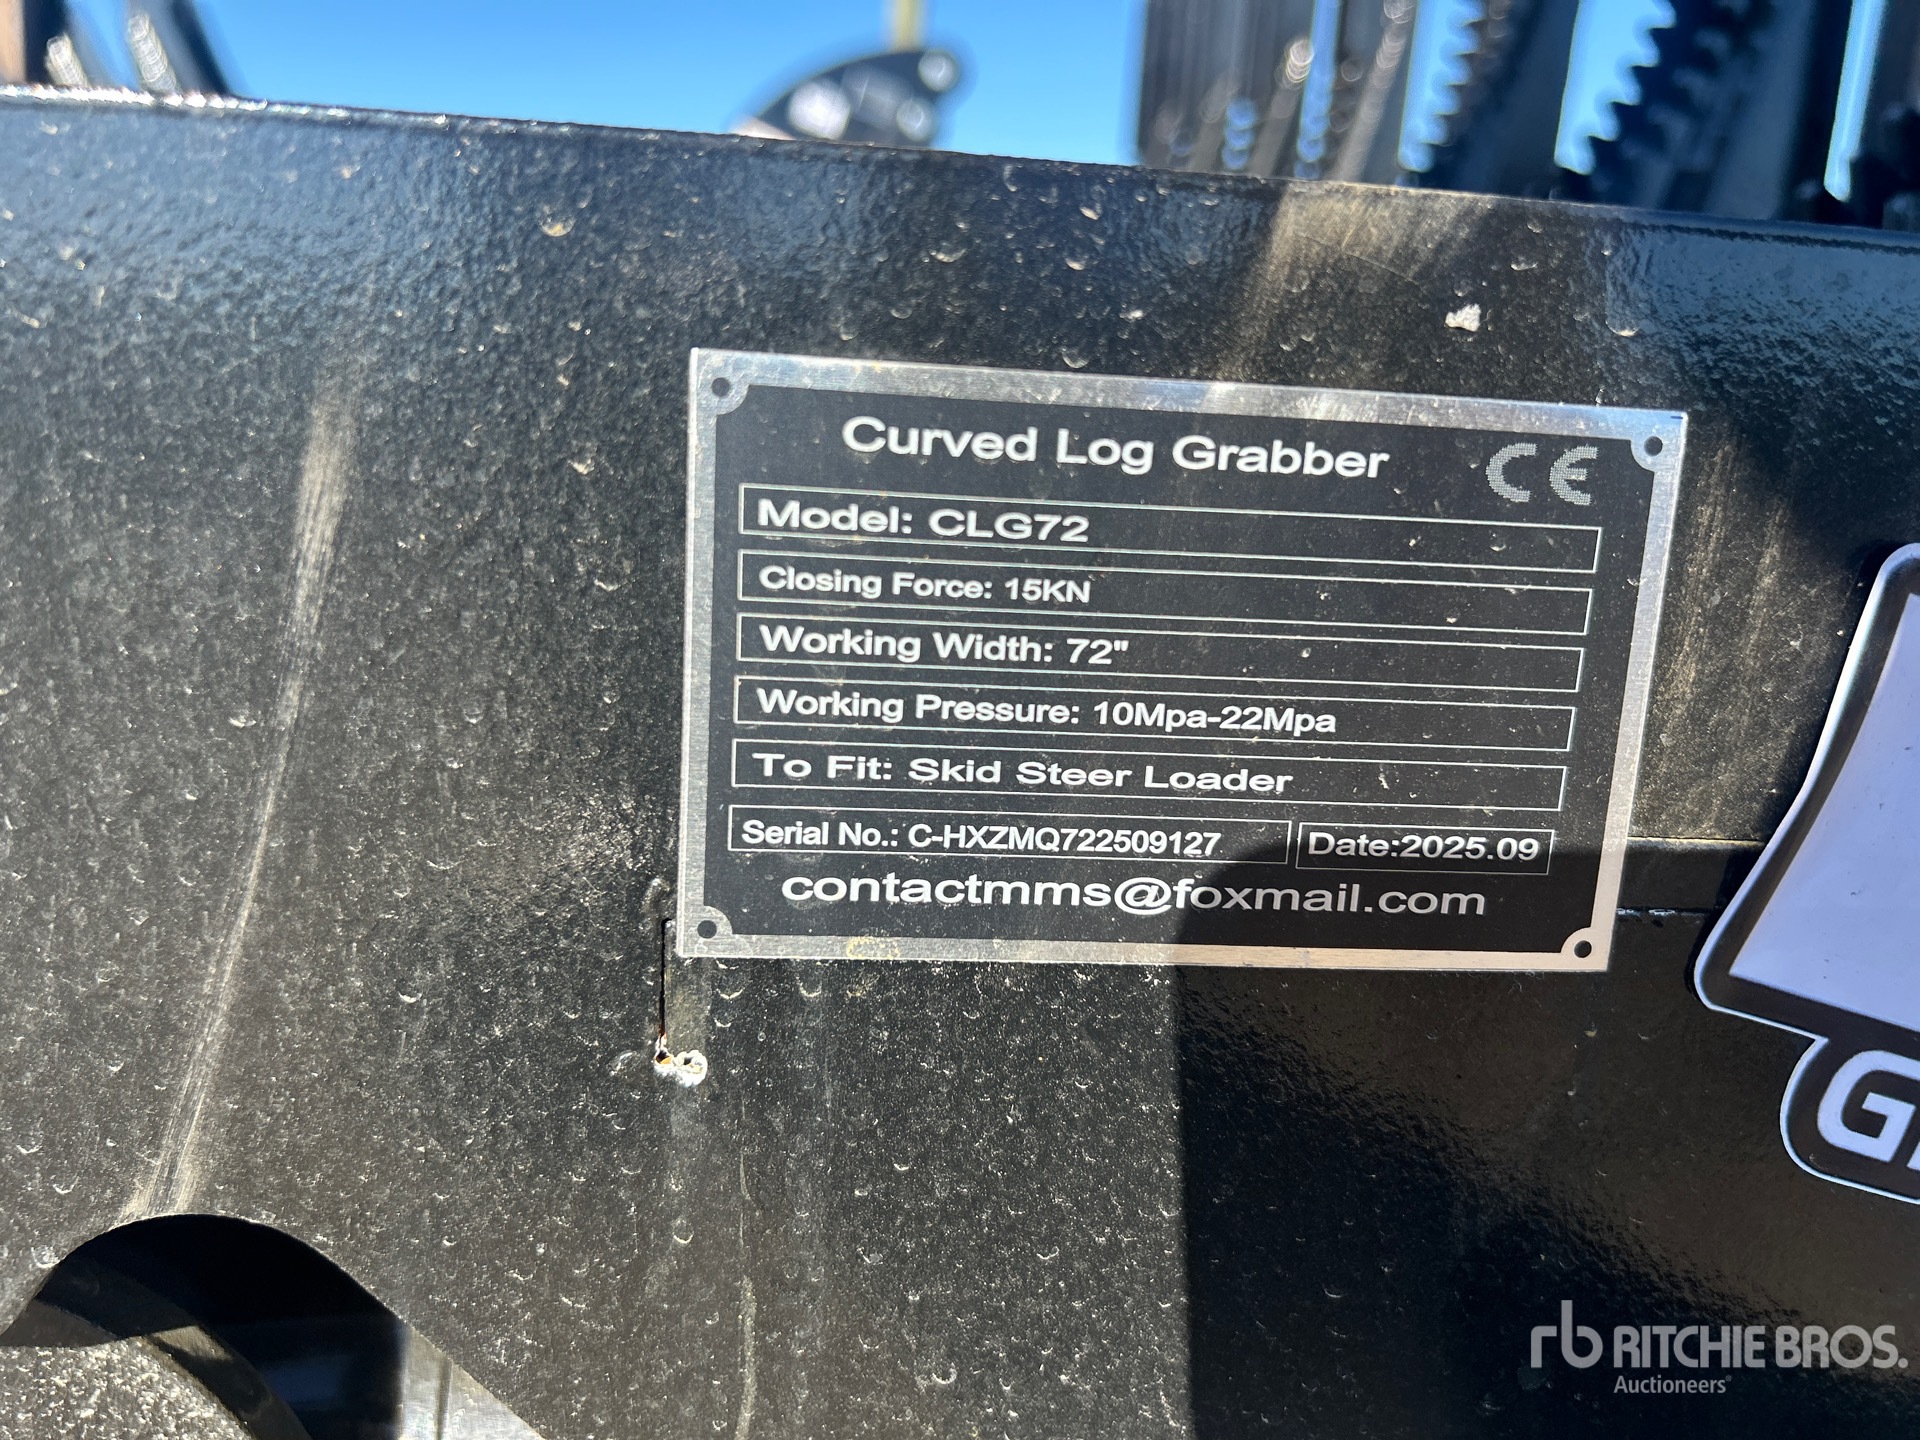 Curved Log Grabber CE
Model: CLG72
Closing Force: 15KN
Working Width: 72"
Working Pressure: 10Mpa-22Mpa
To Fit: Skid Steer Loader
Serial No.: C-HXZMQ722509127 Date:2025.09
contactmms@foxmail.com
rb RITCHIE BROS.
Auctioneers